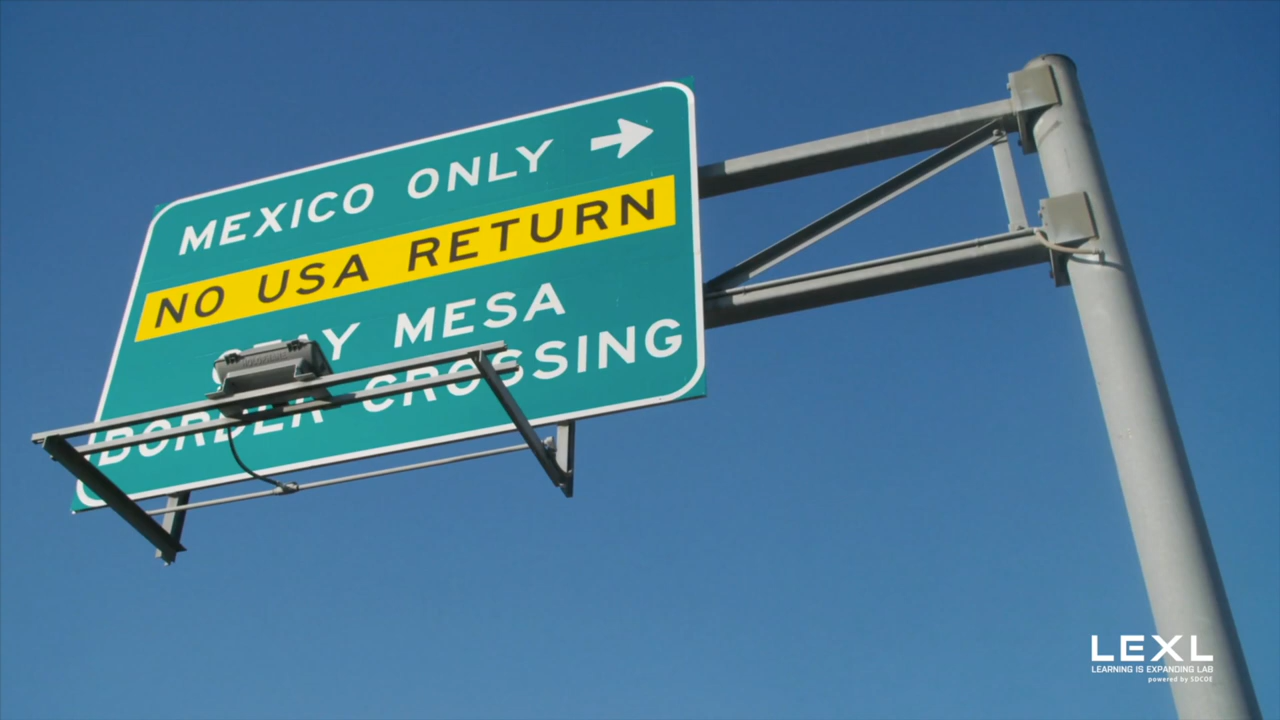 MEXICO ONLY
NO USA RETURN
MESA
BORDER CROSSING
LEXL
LEARNING IS EXPANDING LAB
powered by SDCOE